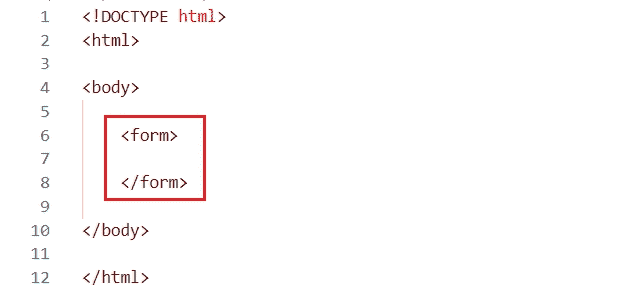 1 <!DOCTYPE html>
2 <html>
3
4 <body>
5
6 <form>
7
8 </form>
9
10 </body>
11
12 </html>